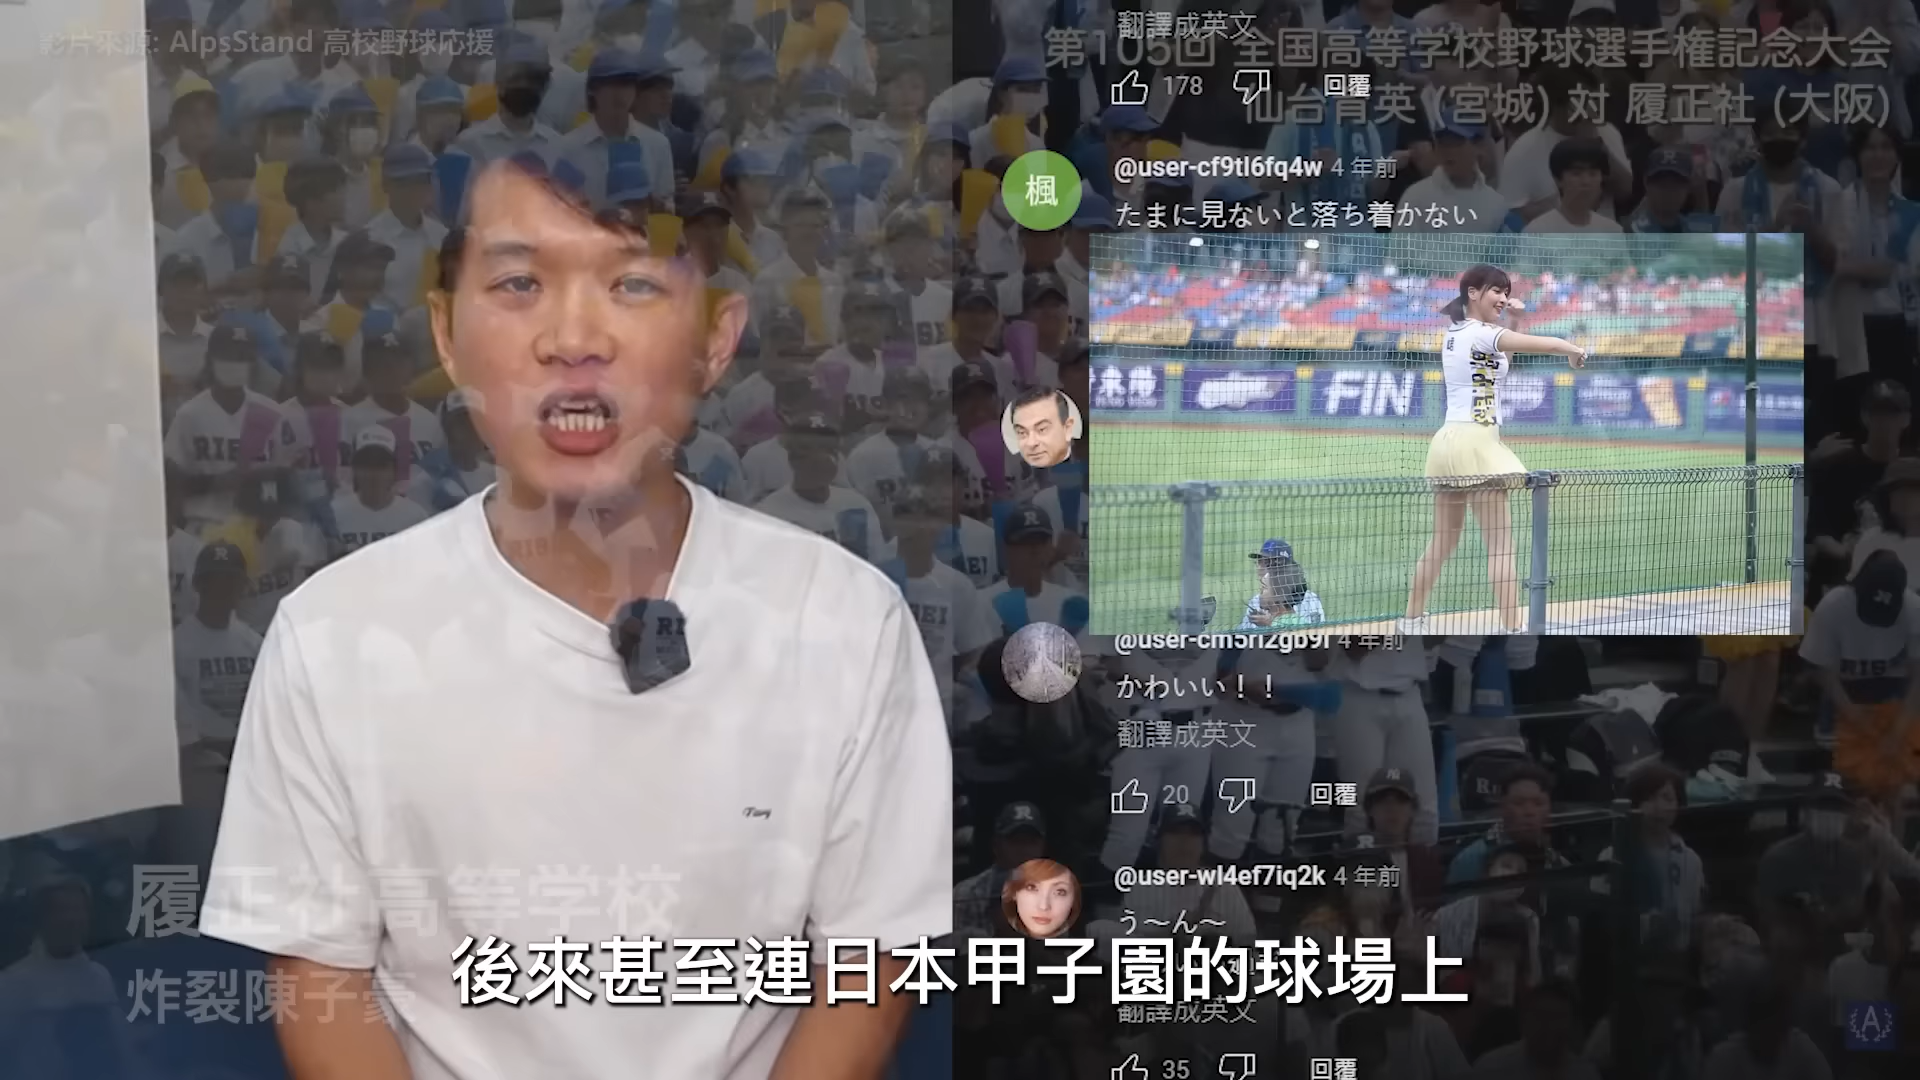 影片來源: AlpsStand 高校野球応援
翻譯成英文
第105回 全国高等学校野球選手権記念大会
178
回覆
仙台育英 (宮城) 対 履正社 (大阪)
楓
@user-cf9tl6fq4w 4 年前
たまに見ないと落ち着かない
FIN
@user-cm5rl2gb9l 4 年前
かわいい！！
翻譯成英文
20
回覆
履正社高等学校
炸裂陳子豪
@user-wl4ef7iq2k 4 年前
う〜ん〜
後來甚至連日本甲子園的球場上
翻譯成英文
35
回覆
A